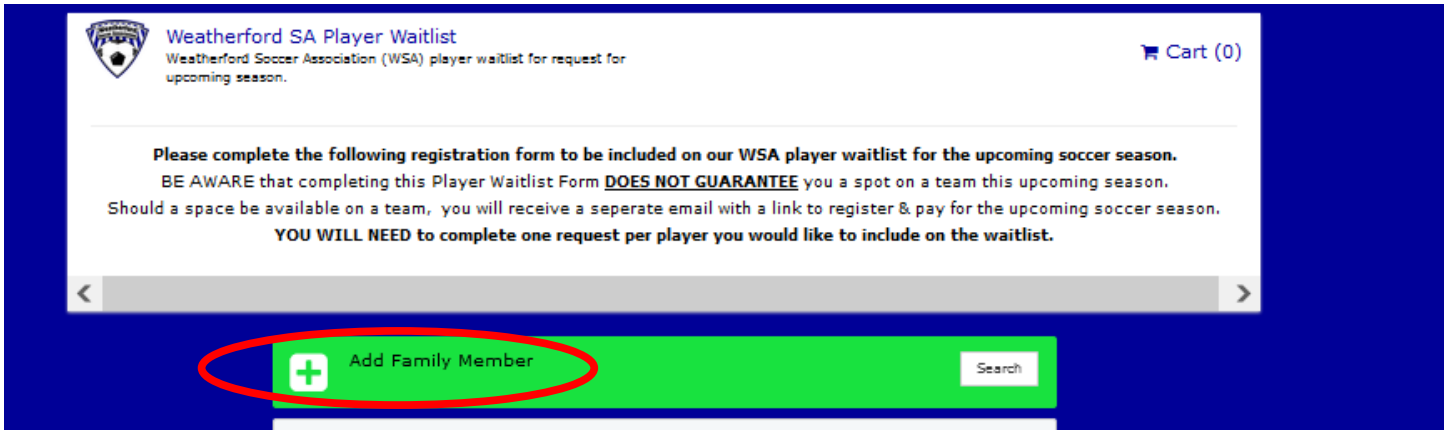 Weatherford SA Player Waitlist
Weatherford Soccer Association (WSA) player waitlist for request for
upcoming season.
Cart (0)
Please complete the following registration form to be included on our WSA player waitlist for the upcoming soccer season.
BE AWARE that completing this Player Waitlist Form DOES NOT GUARANTEE you a spot on a team this upcoming season.
Should a space be available on a team, you will receive a seperate email with a link to register & pay for the upcoming soccer season.
YOU WILL NEED to complete one request per player you would like to include on the waitlist.
Add Family Member
Search